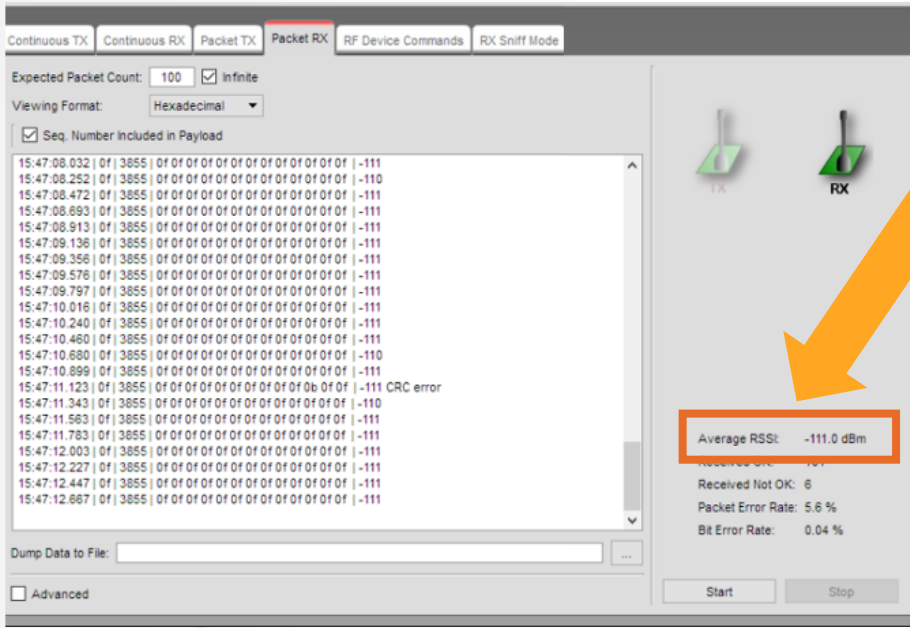 Continuous TX Continuous RX Packet TX Packet RX RF Device Commands RX Sniff Mode
Expected Packet Count: 100 Infinite
Viewing Format: Hexadecimal
Seq. Number Included in Payload
15:47:08.032 | 0f | 3855 | 0f 0f 0f 0f 0f 0f 0f 0f 0f 0f 0f 0f 0f | -111
15:47:08.252 | 0f | 3855 | 0f 0f 0f 0f 0f 0f 0f 0f 0f 0f 0f 0f 0f | -110
15:47:08.472 | 0f | 3855 | 0f 0f 0f 0f 0f 0f 0f 0f 0f 0f 0f 0f 0f | -111
15:47:08.693 | 0f | 3855 | 0f 0f 0f 0f 0f 0f 0f 0f 0f 0f 0f 0f 0f | -111
15:47:08.913 | 0f | 3855 | 0f 0f 0f 0f 0f 0f 0f 0f 0f 0f 0f 0f 0f | -111
15:47:09.136 | 0f | 3855 | 0f 0f 0f 0f 0f 0f 0f 0f 0f 0f 0f 0f 0f | -111
15:47:09.356 | 0f | 3855 | 0f 0f 0f 0f 0f 0f 0f 0f 0f 0f 0f 0f 0f | -111
15:47:09.576 | 0f | 3855 | 0f 0f 0f 0f 0f 0f 0f 0f 0f 0f 0f 0f 0f | -111
15:47:09.797 | 0f | 3855 | 0f 0f 0f 0f 0f 0f 0f 0f 0f 0f 0f 0f 0f | -111
15:47:10.016 | 0f | 3855 | 0f 0f 0f 0f 0f 0f 0f 0f 0f 0f 0f 0f 0f | -111
15:47:10.240 | 0f | 3855 | 0f 0f 0f 0f 0f 0f 0f 0f 0f 0f 0f 0f 0f | -111
15:47:10.460 | 0f | 3855 | 0f 0f 0f 0f 0f 0f 0f 0f 0f 0f 0f 0f 0f | -111
15:47:10.680 | 0f | 3855 | 0f 0f 0f 0f 0f 0f 0f 0f 0f 0f 0f 0f 0f | -110
15:47:10.899 | 0f | 3855 | 0f 0f 0f 0f 0f 0f 0f 0f 0f 0f 0f 0f 0f | -111
15:47:11.123 | 0f | 3855 | 0f 0f 0f 0f 0f 0f 0f 0f 0f 0f 0b 0f 0f | -111 CRC error
15:47:11.343 | 0f | 3855 | 0f 0f 0f 0f 0f 0f 0f 0f 0f 0f 0f 0f 0f | -110
15:47:11.563 | 0f | 3855 | 0f 0f 0f 0f 0f 0f 0f 0f 0f 0f 0f 0f 0f | -111
15:47:11.783 | 0f | 3855 | 0f 0f 0f 0f 0f 0f 0f 0f 0f 0f 0f 0f 0f | -111
15:47:12.003 | 0f | 3855 | 0f 0f 0f 0f 0f 0f 0f 0f 0f 0f 0f 0f 0f | -111
15:47:12.227 | 0f | 3855 | 0f 0f 0f 0f 0f 0f 0f 0f 0f 0f 0f 0f 0f | -111
15:47:12.447 | 0f | 3855 | 0f 0f 0f 0f 0f 0f 0f 0f 0f 0f 0f 0f 0f | -111
15:47:12.667 | 0f | 3855 | 0f 0f 0f 0f 0f 0f 0f 0f 0f 0f 0f 0f 0f | -111
Dump Data to File: ...
Advanced
TX
RX
Average RSSI: -111.0 dBm
Received Not OK: 6
Packet Error Rate: 5.6 %
Bit Error Rate: 0.04 %
Start Stop